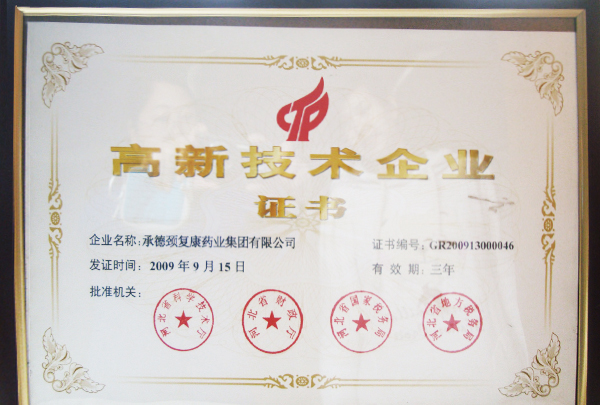 高新技术企业
证书
企业名称：承德颈复康药业集团有限公司
证书编号：GR200913000046
发证时间：2009年9月15日
有效期：三年
批准机关：
河北省科学技术厅
河北省财政厅
河北省国家税务局
河北省地方税务局